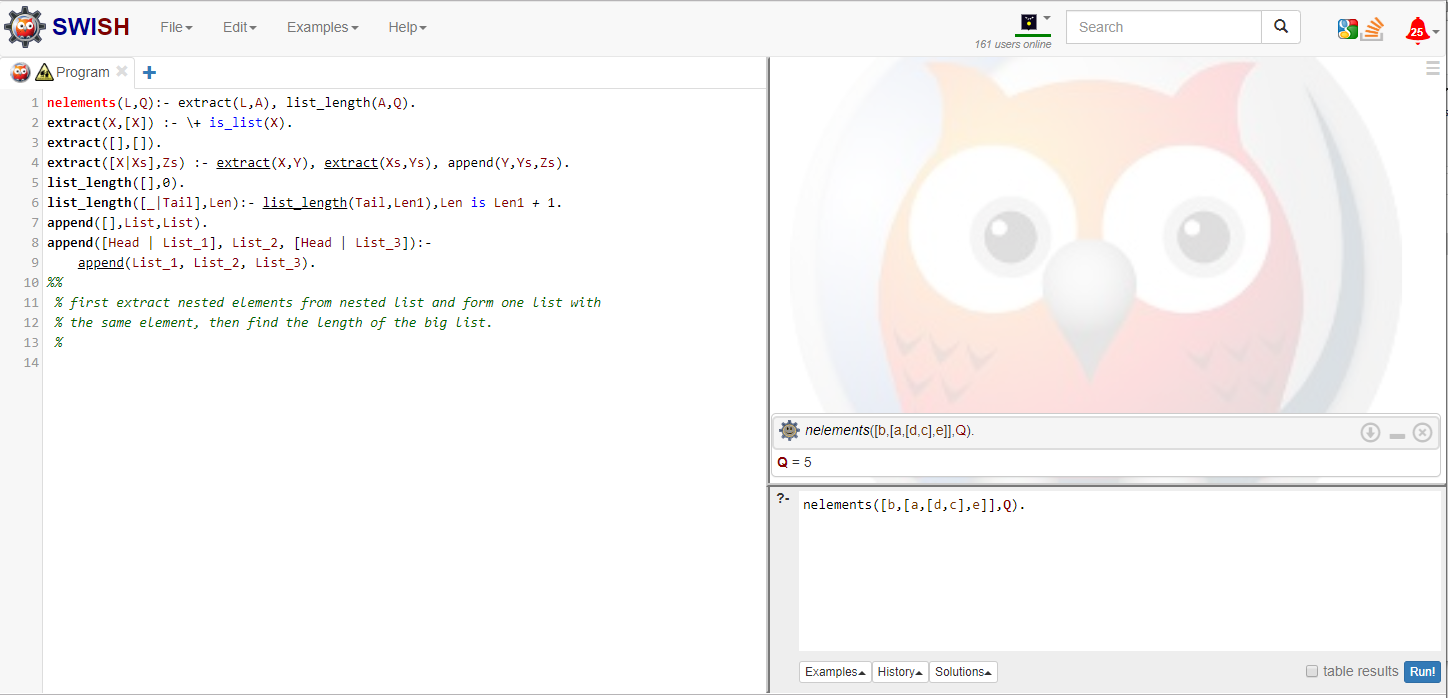 SWISH File Edit Examples Help 161 users online Search 25
Program
1 nelements(L,Q):- extract(L,A), list_length(A,Q).
2 extract(X,[X]) :- \+ is_list(X).
3 extract([],[]).
4 extract([X|Xs],Zs) :- extract(X,Y), extract(Xs,Ys), append(Y,Ys,Zs).
5 list_length([],0).
6 list_length([_|Tail],Len):- list_length(Tail,Len1),Len is Len1 + 1.
7 append([],List,List).
8 append([Head | List_1], List_2, [Head | List_3]):-
9 append(List_1, List_2, List_3).
10 %%
11 % first extract nested elements from nested list and form one list with
12 % the same element, then find the length of the big list.
13 %
14
nelements([b,[a,[d,c],e]],Q).
Q = 5
?- nelements([b,[a,[d,c],e]],Q).
Examples History Solutions table results Run!